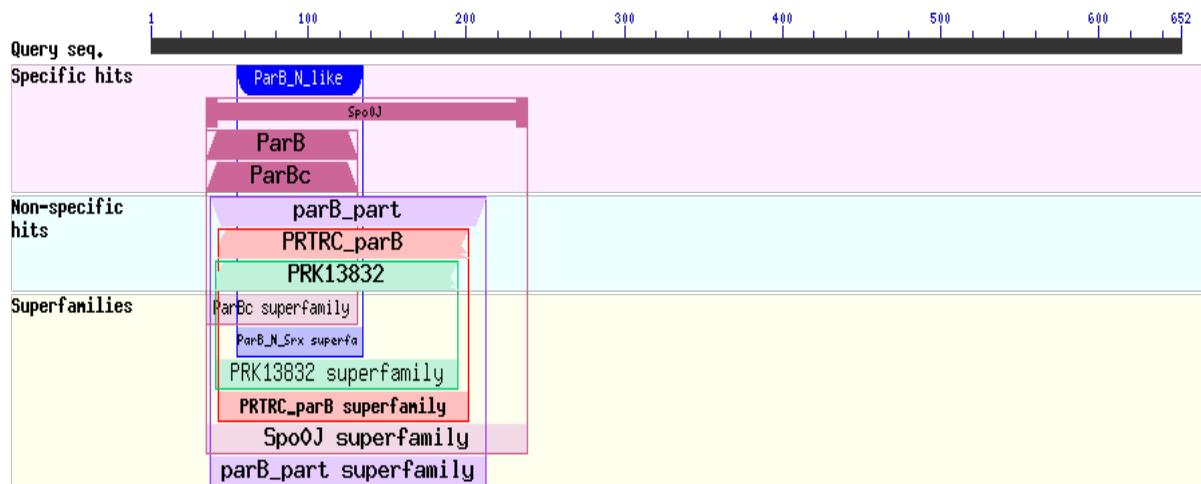 1 100 200 300 400 500 600 652
Query seq.
Specific hits
ParB_N_like
Spo0J
ParB
ParBc
Non-specific
hits
parB_part
PRTRC_parB
PRK13832
Superfamilies
ParBc superfamily
ParB_N_Srx superfa
PRK13832 superfamily
PRTRC_parB superfamily
Spo0J superfamily
parB_part superfamily